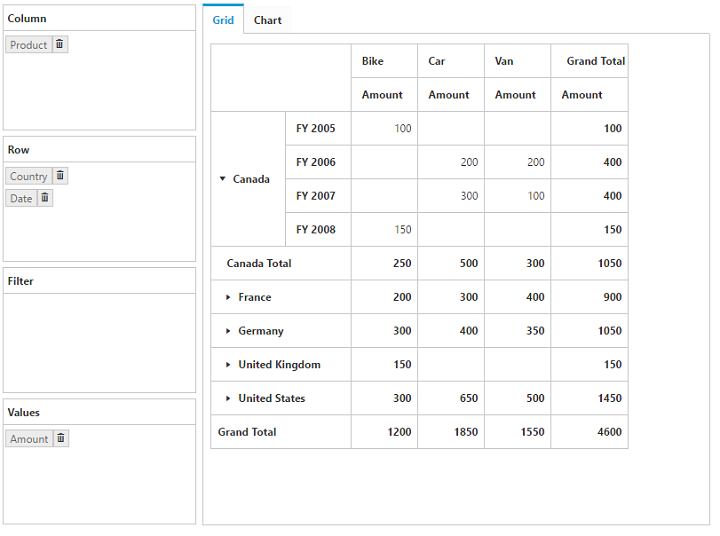 Column
Product
Row
Country
Date
Filter
Values
Amount
Grid Chart
Bike Car Van Grand Total
Amount Amount Amount Amount
Canada
FY 2005 100 100
FY 2006 200 200 400
FY 2007 300 100 400
FY 2008 150 150
Canada Total 250 500 300 1050
France 200 300 400 900
Germany 300 400 350 1050
United Kingdom 150 150
United States 300 650 500 1450
Grand Total 1200 1850 1550 4600